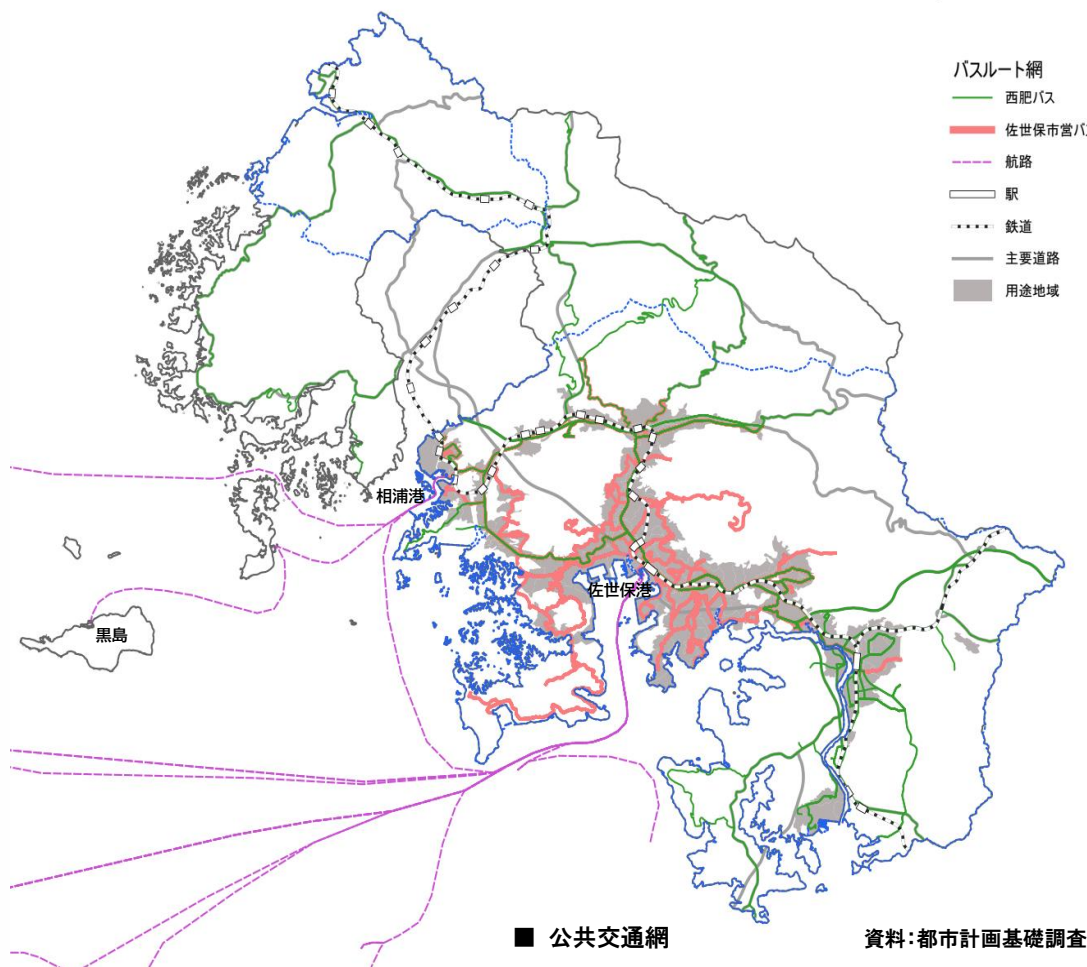 バスルート網
西肥バス
佐世保市営バ
航路
駅
鉄道
主要道路
用途地域
相浦港
佐世保港
黒島
■ 公共交通網
資料：都市計画基礎調査